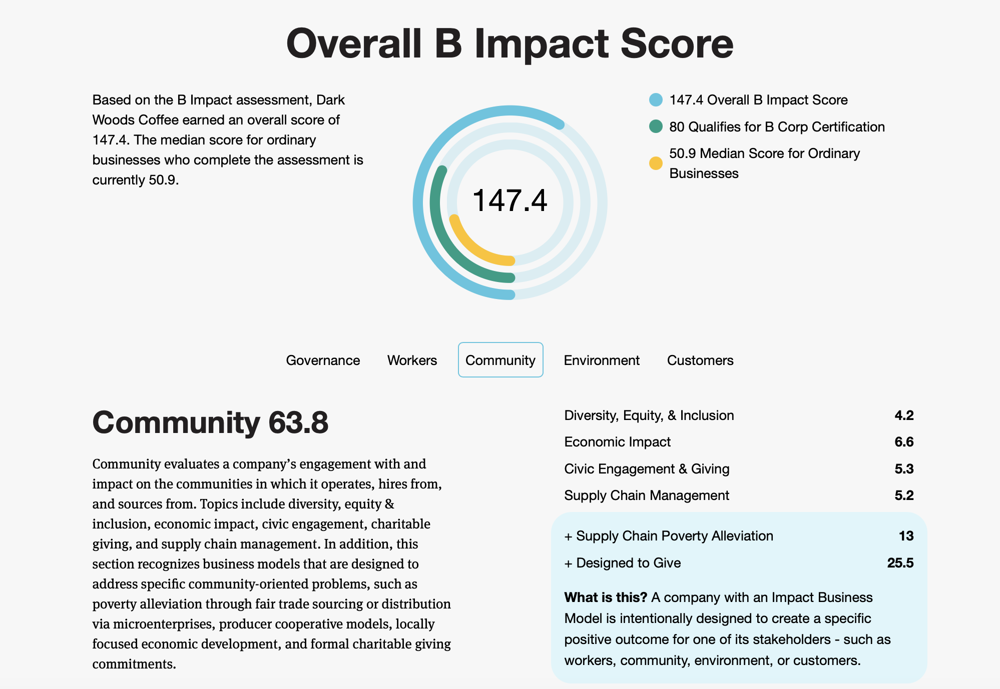 Overall B Impact Score
Based on the B Impact assessment, Dark
Woods Coffee earned an overall score of
147.4. The median score for ordinary
businesses who complete the assessment is
currently 50.9.
147.4
147.4 Overall B Impact Score
80 Qualifies for B Corp Certification
50.9 Median Score for Ordinary
Businesses
Governance Workers Community Environment Customers
Community 63.8
Community evaluates a company’s engagement with and
impact on the communities in which it operates, hires from,
and sources from. Topics include diversity, equity &
inclusion, economic impact, civic engagement, charitable
giving, and supply chain management. In addition, this
section recognizes business models that are designed to
address specific community-oriented problems, such as
poverty alleviation through fair trade sourcing or distribution
via microenterprises, producer cooperative models, locally
focused economic development, and formal charitable giving
commitments.
Diversity, Equity, & Inclusion 4.2
Economic Impact 6.6
Civic Engagement & Giving 5.3
Supply Chain Management 5.2
+ Supply Chain Poverty Alleviation 13
+ Designed to Give 25.5
What is this? A company with an Impact Business
Model is intentionally designed to create a specific
positive outcome for one of its stakeholders - such as
workers, community, environment, or customers.